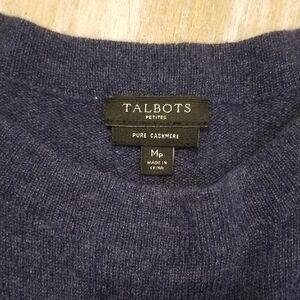 TALBOTS
PETITES
PURE CASHMERE
MP
MADE IN
CHINA